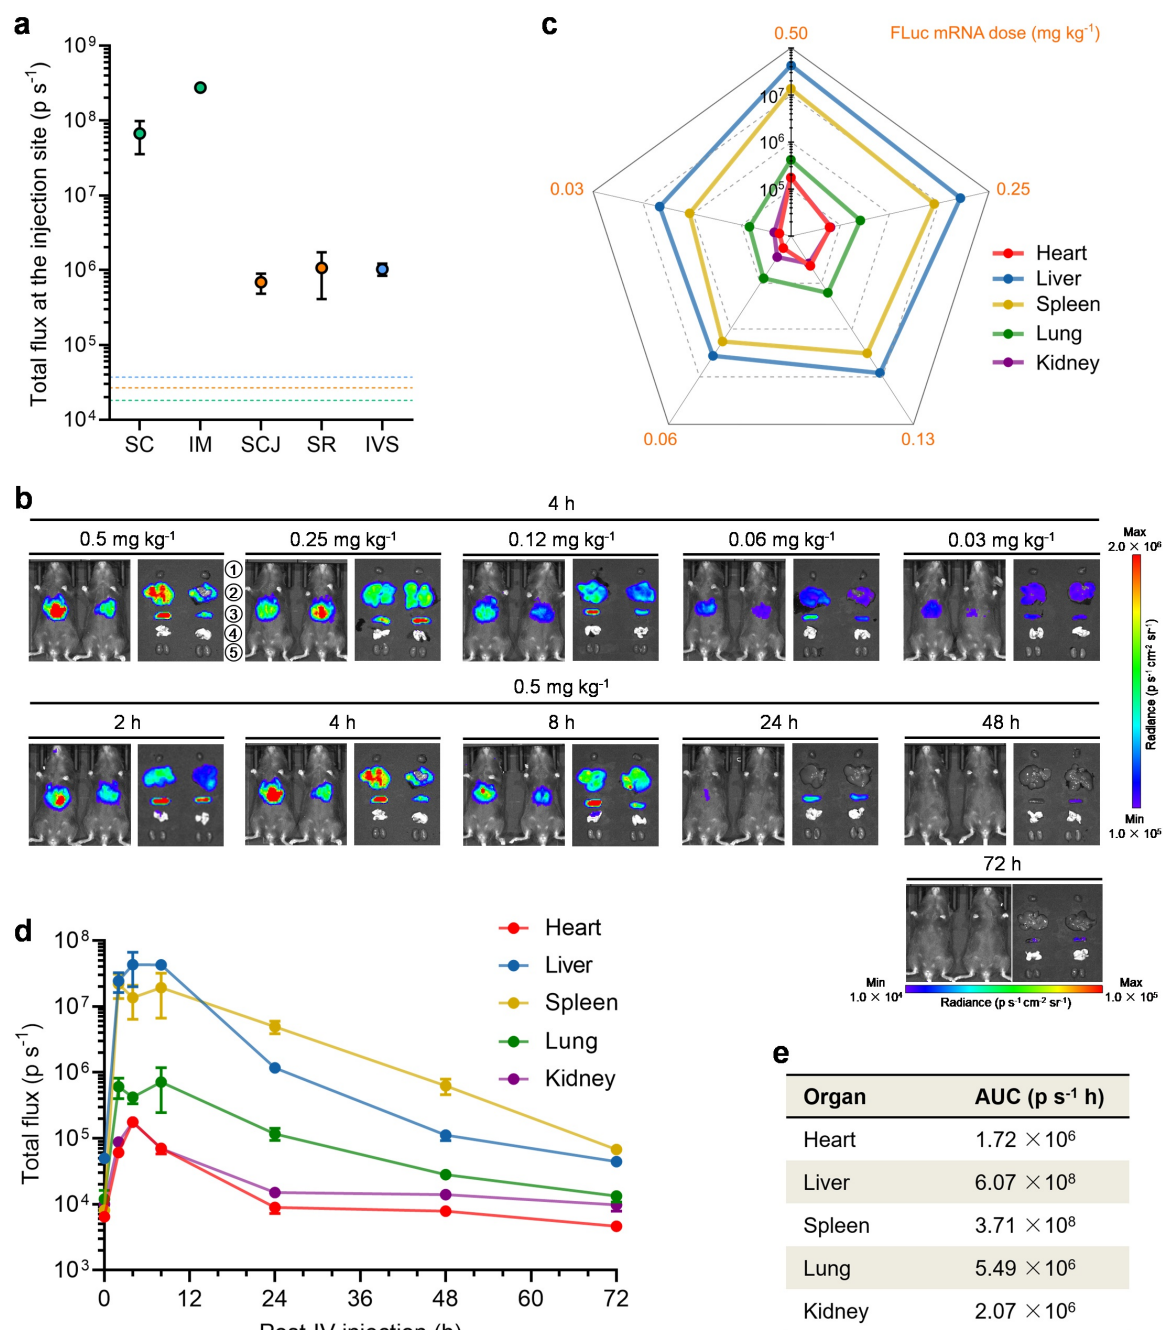 a
Total flux at the injection site (p s⁻¹)
10⁹
10⁸
10⁷
10⁶
10⁵
10⁴
SC IM SCJ SR IVS
c
0.50
FLuc mRNA dose (mg kg⁻¹)
10⁷
10⁶
10⁵
0.03
0.25
0.06
0.13
Heart
Liver
Spleen
Lung
Kidney
b
4 h
0.5 mg kg⁻¹ 0.25 mg kg⁻¹ 0.12 mg kg⁻¹ 0.06 mg kg⁻¹ 0.03 mg kg⁻¹
①
②
③
④
⑤
Max
2.0 × 10⁶
Radiance (p s⁻¹ cm⁻² sr⁻¹)
Min
1.0 × 10⁵
0.5 mg kg⁻¹
2 h 4 h 8 h 24 h 48 h
72 h
Min
1.0 × 10⁴
Radiance (p s⁻¹ cm⁻² sr⁻¹)
Max
1.0 × 10⁵
d
Total flux (p s⁻¹)
10⁸
10⁷
10⁶
10⁵
10⁴
10³
0 12 24 36 48 60 72
Post IV injection (h)
Heart
Liver
Spleen
Lung
Kidney
e
Organ AUC (p s⁻¹ h)
Heart 1.72 ×10⁶
Liver 6.07 ×10⁸
Spleen 3.71 ×10⁸
Lung 5.49 ×10⁶
Kidney 2.07 ×10⁶